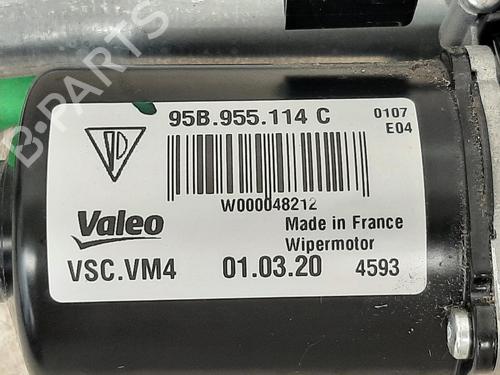 95B.955.114 C
0107
E04
W000048212
Valeo
Made in France
Wipermotor
VSC.VM4
01.03.20
4593
B-PARTS